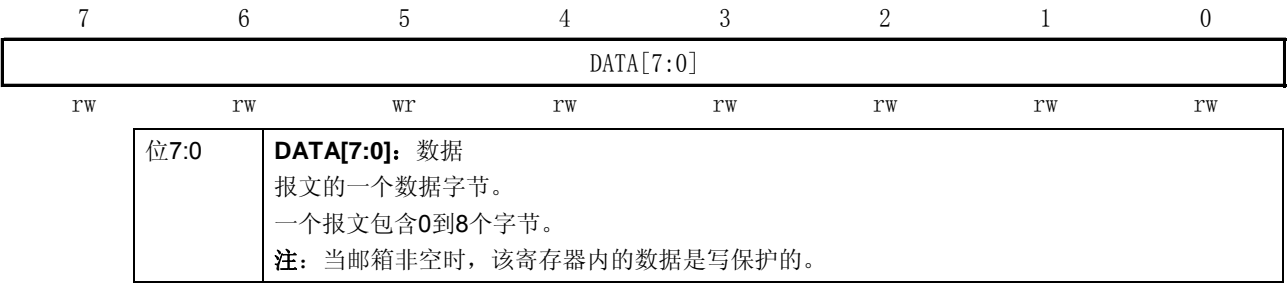 7 6 5 4 3 2 1 0
DATA[7:0]
rw rw wr rw rw rw rw rw
位7:0 DATA[7:0]：数据
报文的一个数据字节。
一个报文包含0到8个字节。
注：当邮箱非空时，该寄存器内的数据是写保护的。